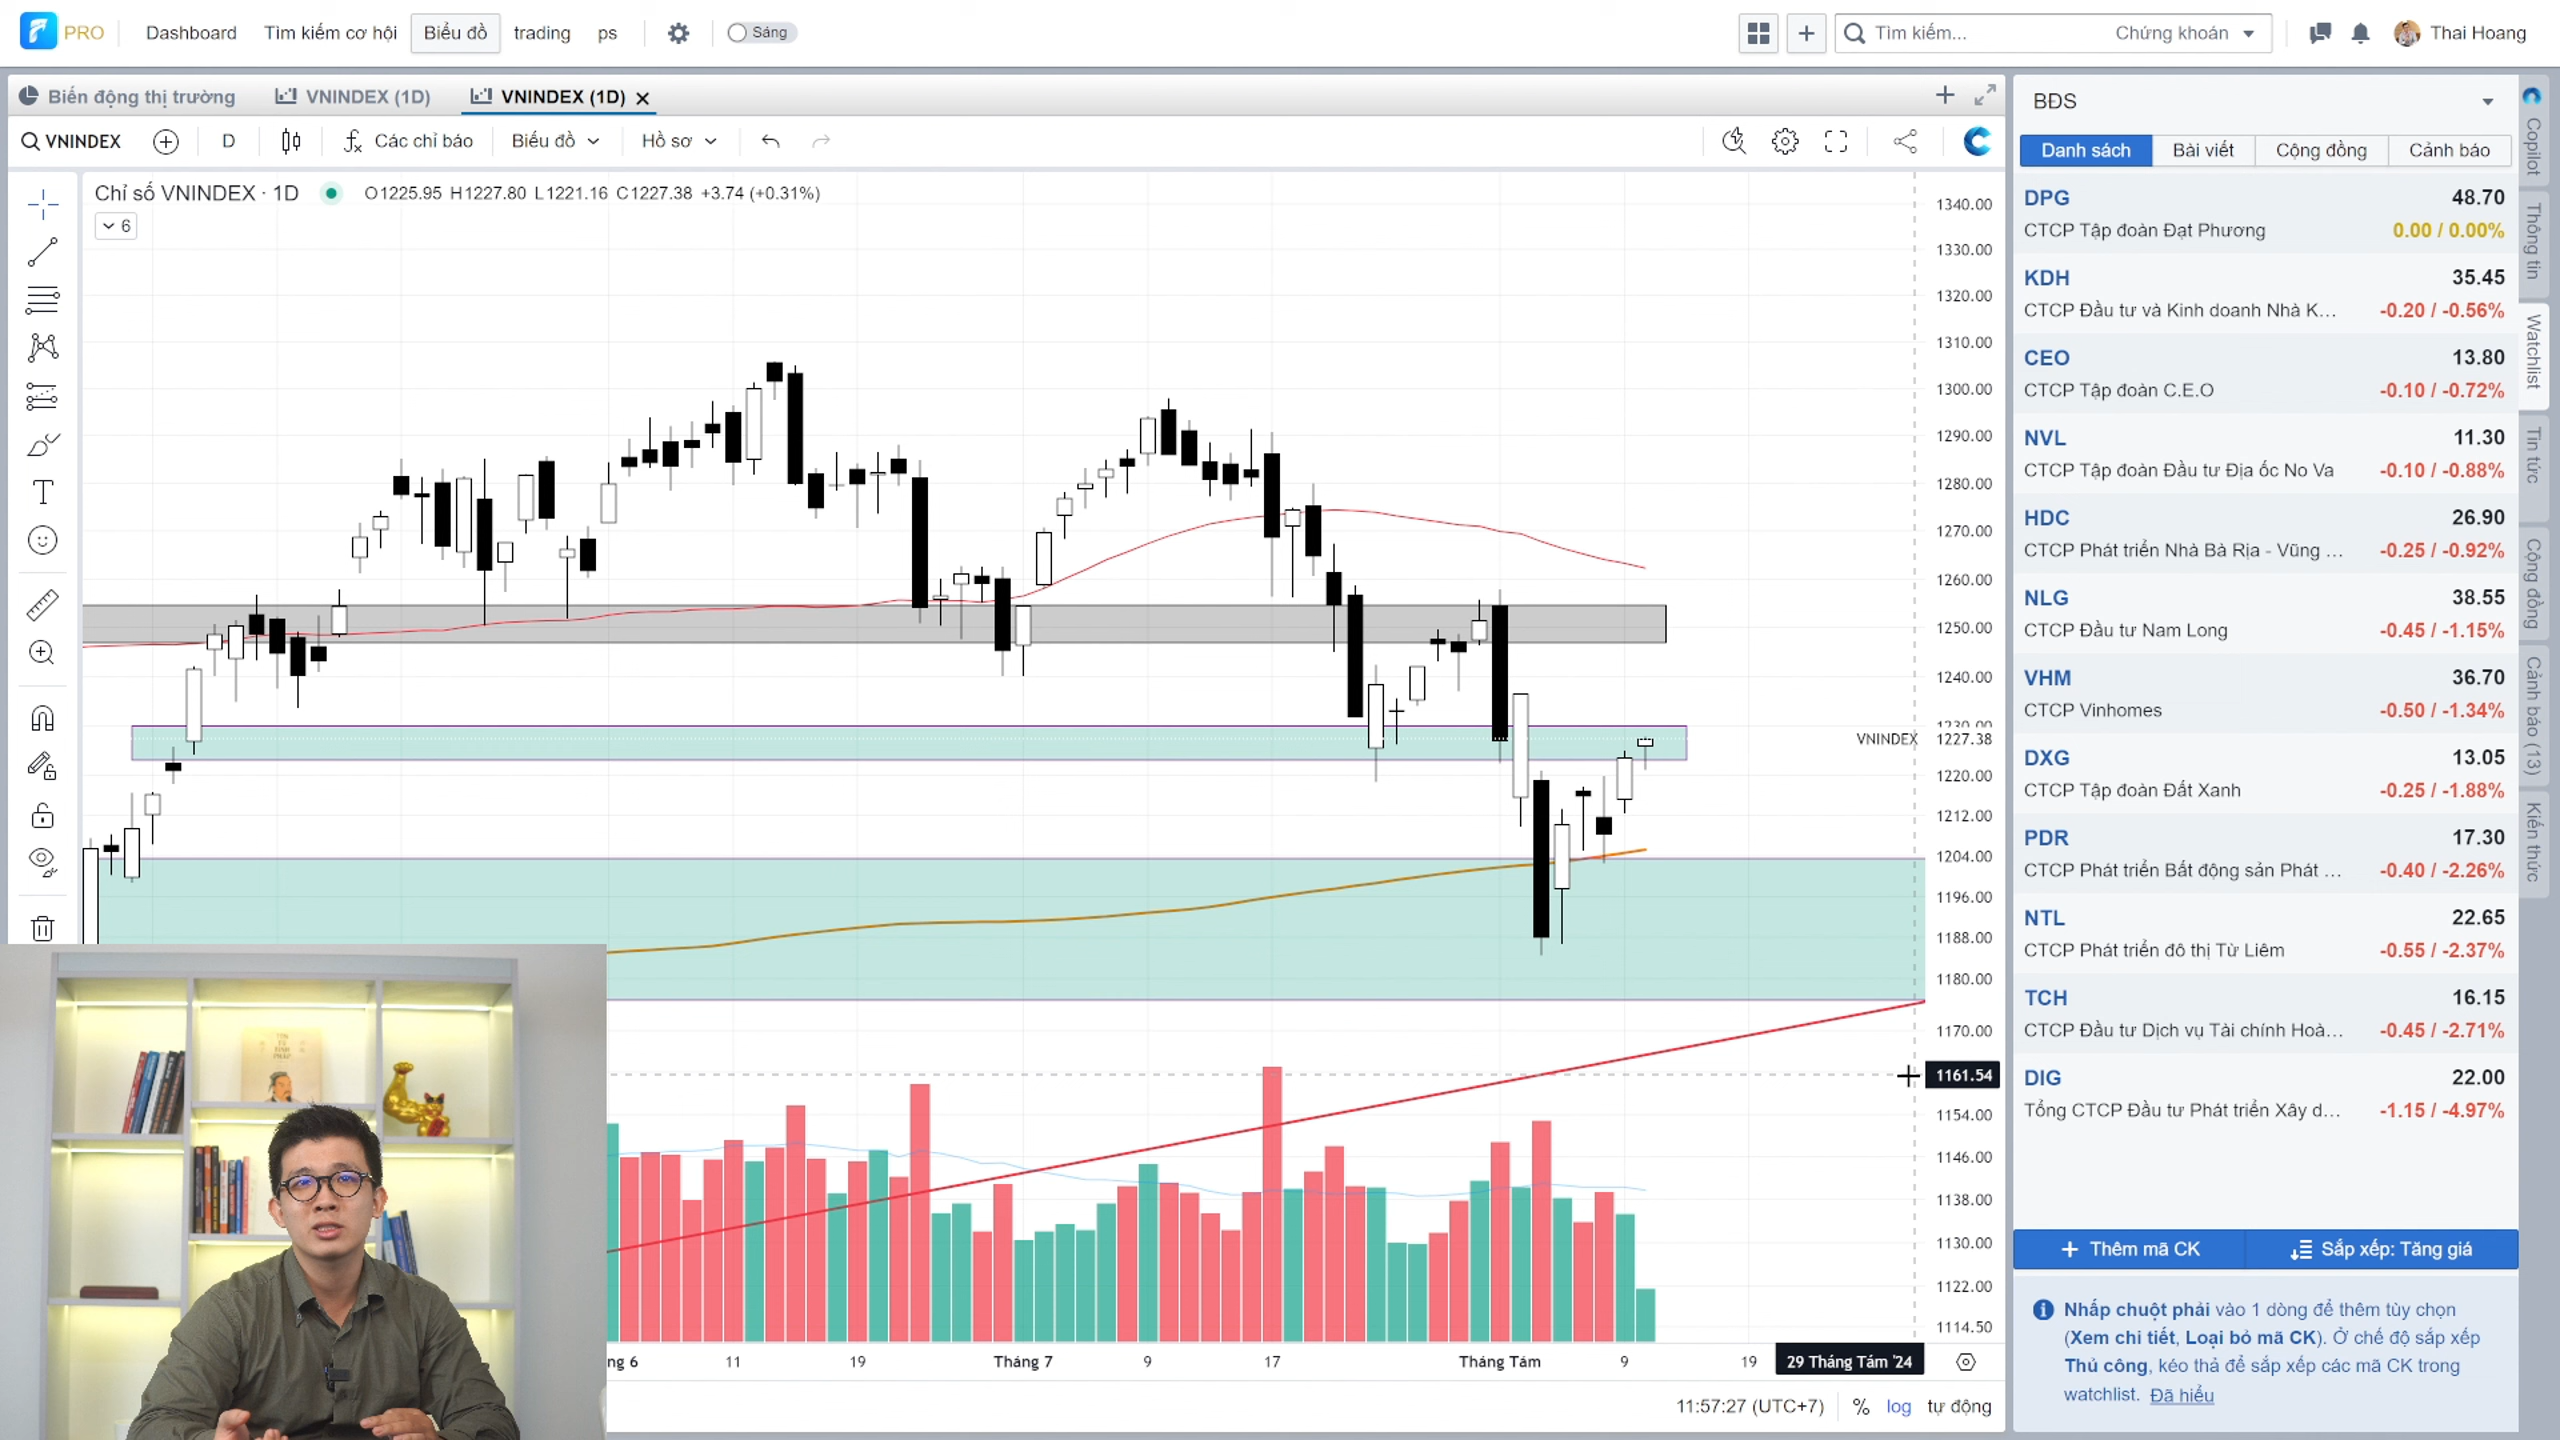 PRO
Dashboard
Tìm kiếm cơ hội
Biểu đồ
trading
ps
Sáng
Tìm kiếm...
Chứng khoán
Thai Hoang
Biến động thị trường
VNINDEX (1D)
VNINDEX (1D)
VNINDEX
D
Các chỉ báo
Biểu đồ
Hồ sơ
Chỉ số VNINDEX · 1D
O1225.95 H1227.80 L1221.16 C1227.38 +3.74 (+0.31%)
6
1340.00
1330.00
1320.00
1310.00
1300.00
1290.00
1280.00
1270.00
1260.00
1250.00
1240.00
1230.00
VNINDEX 1227.38
1220.00
1212.00
1204.00
1196.00
1188.00
1180.00
1170.00
1161.54
1154.00
1146.00
1138.00
1130.00
1122.00
1114.50
ng 6
11
19
Tháng 7
9
17
Tháng Tám
9
19
29 Tháng Tám '24
11:57:27 (UTC+7)
%
log
tự động
BĐS
Danh sách
Bài viết
Cộng đồng
Cảnh báo
DPG 48.70
CTCP Tập đoàn Đạt Phương 0.00 / 0.00%
KDH 35.45
CTCP Đầu tư và Kinh doanh Nhà K... -0.20 / -0.56%
CEO 13.80
CTCP Tập đoàn C.E.O -0.10 / -0.72%
NVL 11.30
CTCP Tập đoàn Đầu tư Địa ốc No Va -0.10 / -0.88%
HDC 26.90
CTCP Phát triển Nhà Bà Rịa - Vũng ... -0.25 / -0.92%
NLG 38.55
CTCP Đầu tư Nam Long -0.45 / -1.15%
VHM 36.70
CTCP Vinhomes -0.50 / -1.34%
DXG 13.05
CTCP Tập đoàn Đất Xanh -0.25 / -1.88%
PDR 17.30
CTCP Phát triển Bất động sản Phát ... -0.40 / -2.26%
NTL 22.65
CTCP Phát triển đô thị Từ Liêm -0.55 / -2.37%
TCH 16.15
CTCP Đầu tư Dịch vụ Tài chính Hoà... -0.45 / -2.71%
DIG 22.00
Tổng CTCP Đầu tư Phát triển Xây d... -1.15 / -4.97%
Thêm mã CK
Sắp xếp: Tăng giá
Nhấp chuột phải vào 1 dòng để thêm tùy chọn
(Xem chi tiết, Loại bỏ mã CK). Ở chế độ sắp xếp
Thủ công, kéo thả để sắp xếp các mã CK trong
watchlist. Đã hiểu
Copilot
Thông tin
Watchlist
Tin tức
Cộng đồng
Cảnh báo (13)
Kiến thức